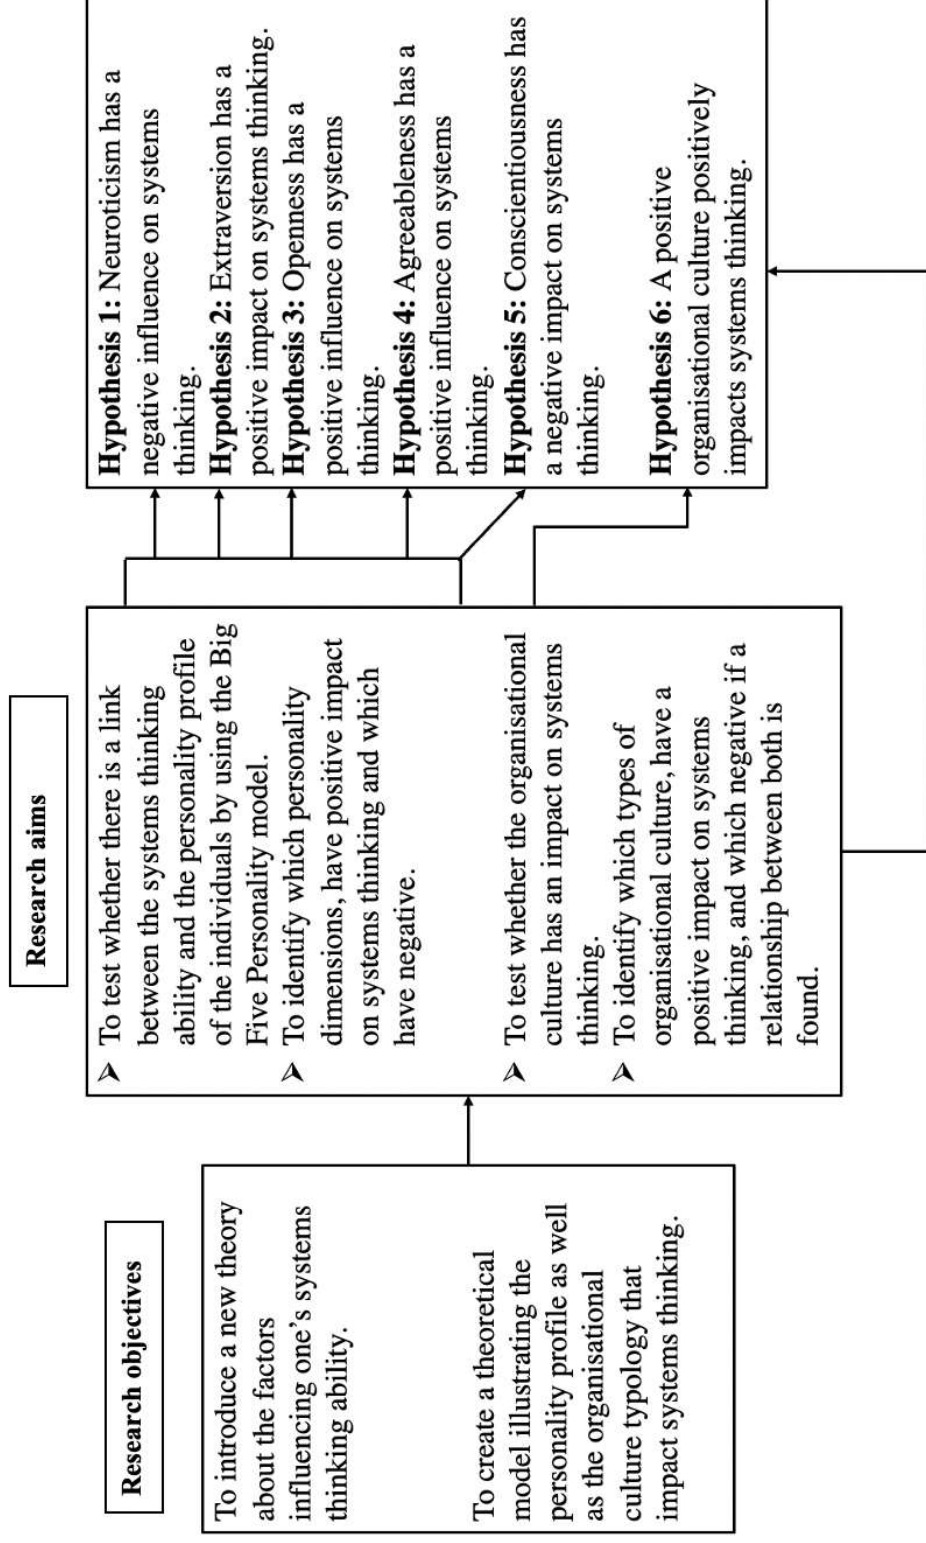 Research objectives
To introduce a new theory
about the factors
influencing one’s systems
thinking ability.
To create a theoretical
model illustrating the
personality profile as well
as the organisational
culture typology that
impact systems thinking.
Research aims
➢ To test whether there is a link
between the systems thinking
ability and the personality profile
of the individuals by using the Big
Five Personality model.
➢ To identify which personality
dimensions, have positive impact
on systems thinking and which
have negative.
➢ To test whether the organisational
culture has an impact on systems
thinking.
➢ To identify which types of
organisational culture, have a
positive impact on systems
thinking, and which negative if a
relationship between both is
found.
Hypothesis 1: Neuroticism has a
negative influence on systems
thinking.
Hypothesis 2: Extraversion has a
positive impact on systems thinking.
Hypothesis 3: Openness has a
positive influence on systems
thinking.
Hypothesis 4: Agreeableness has a
positive influence on systems
thinking.
Hypothesis 5: Conscientiousness has
a negative impact on systems
thinking.
Hypothesis 6: A positive
organisational culture positively
impacts systems thinking.